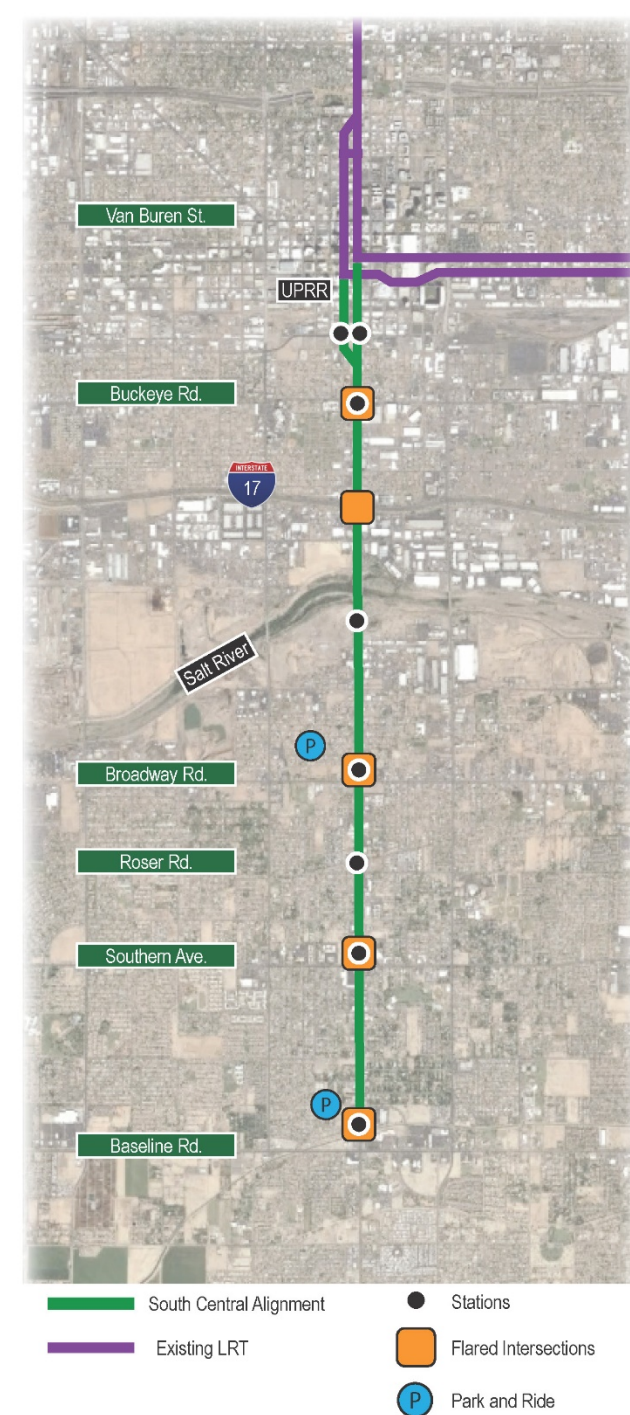 Van Buren St.
UPRR
Buckeye Rd.
INTERSTATE
17
Salt River
P
Broadway Rd.
Roser Rd.
Southern Ave.
P
Baseline Rd.
South Central Alignment
Stations
Existing LRT
Flared Intersections
P
Park and Ride